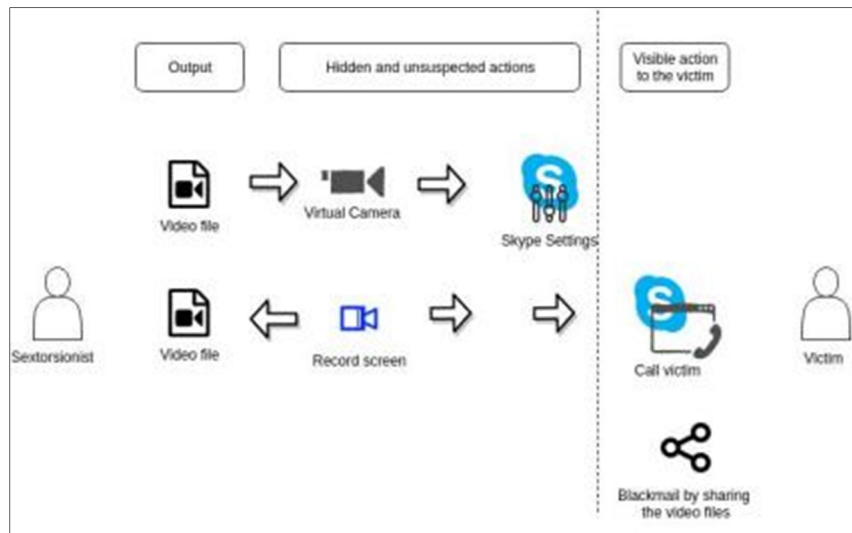 Output
Hidden and unsuspected actions
Visible action
to the victim
Video file
Virtual Camera
Skype Settings
Sextorsionist
Video file
Record screen
Call victim
Victim
Blackmail by sharing
the video files